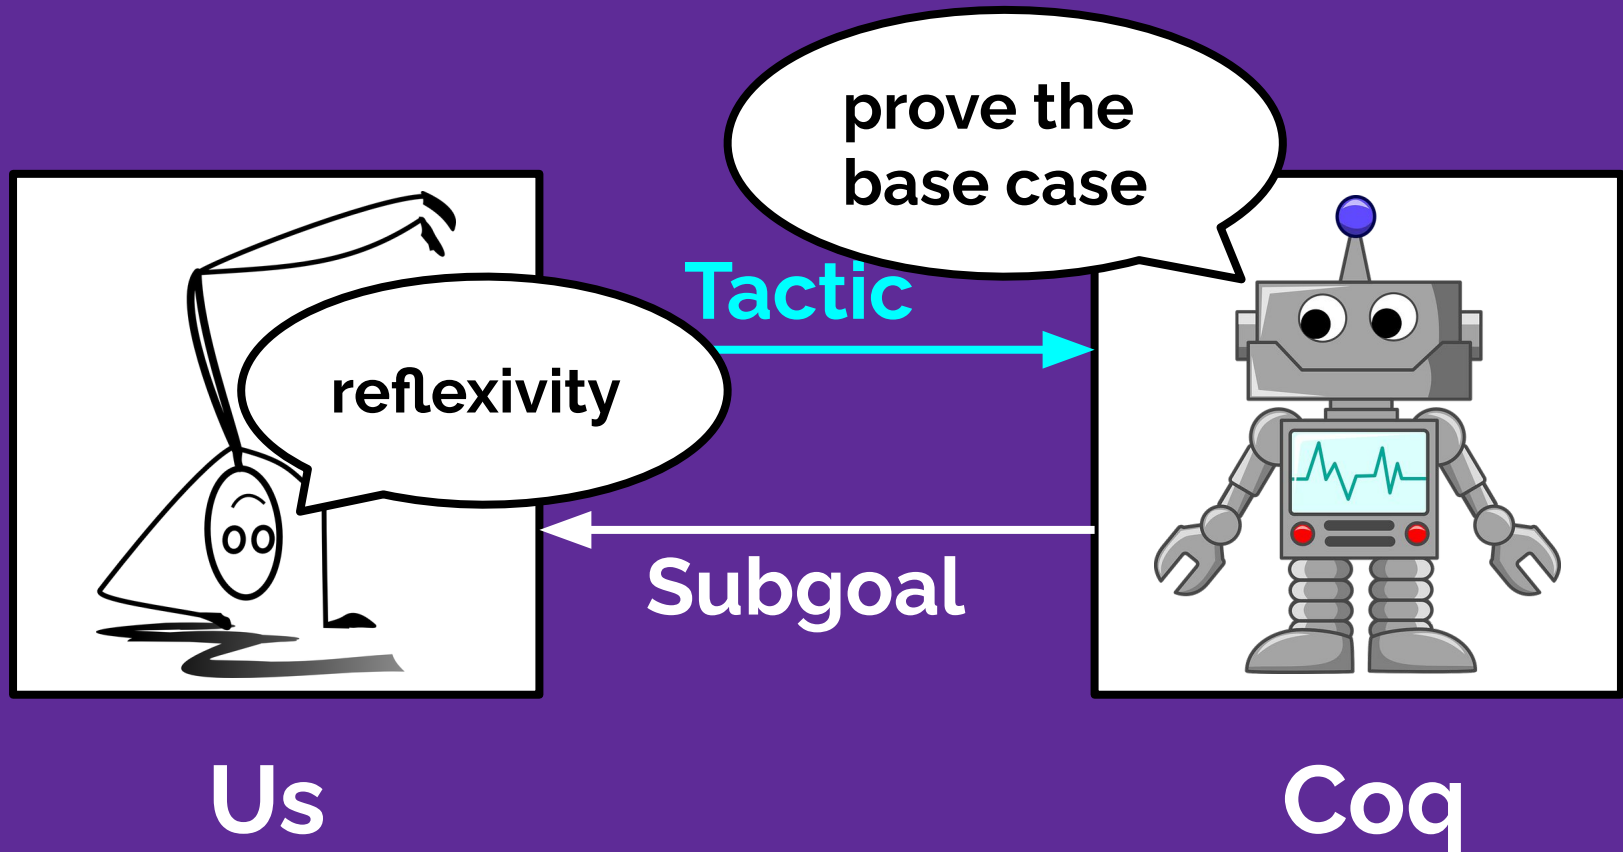 prove the
base case
Tactic
reflexivity
Subgoal
Us
Coq